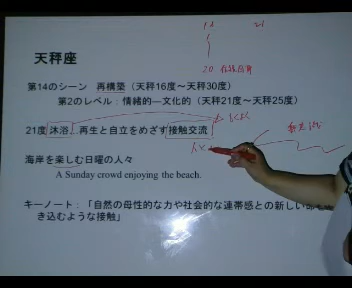 天秤座
第14のシーン　再構築（天秤16度〜天秤30度）
第2のレベル：情緒的―文化的（天秤21度〜天秤25度）
21度 沐浴、再生と自立をめざす接触交流
海岸を楽しむ日曜の人々
A Sunday crowd enjoying the beach.
キーノート：「自然の母性的な力や社会的な連帯感との新しい
き込むような接触」